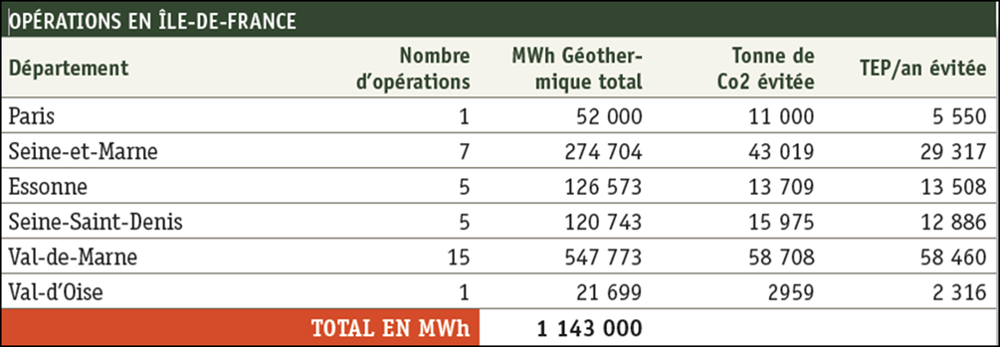 OPÉRATIONS EN ÎLE-DE-FRANCE
Département Nombre d’opérations MWh Géother-mique total Tonne de Co2 évitée TEP/an évitée
Paris 1 52 000 11 000 5 550
Seine-et-Marne 7 274 704 43 019 29 317
Essonne 5 126 573 13 709 13 508
Seine-Saint-Denis 5 120 743 15 975 12 886
Val-de-Marne 15 547 773 58 708 58 460
Val-d’Oise 1 21 699 2959 2 316
TOTAL EN MWh 1 143 000